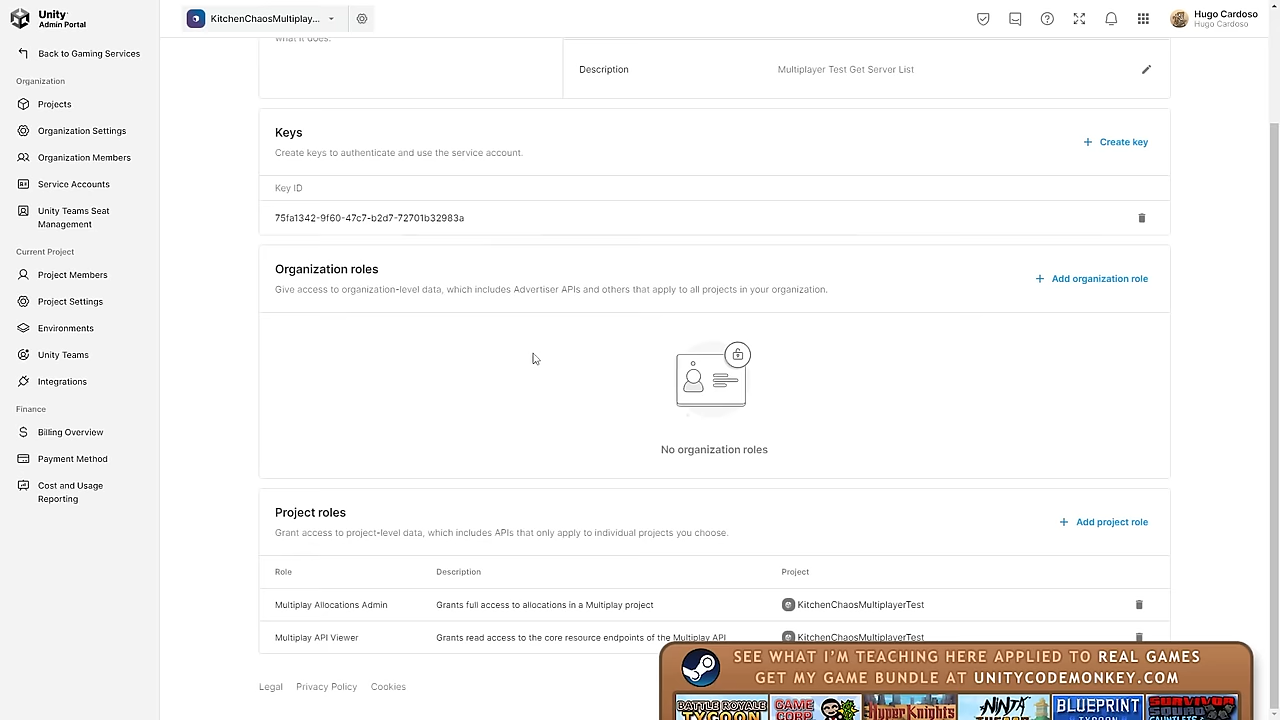 Unity
Admin Portal
KitchenChaosMultiplay...
Hugo Cardoso
Hugo Cardoso
Back to Gaming Services
Organization
Projects
Organization Settings
Organization Members
Service Accounts
Unity Teams Seat
Management
Current Project
Project Members
Project Settings
Environments
Unity Teams
Integrations
Finance
Billing Overview
Payment Method
Cost and Usage
Reporting
what it does.
Description
Multiplayer Test Get Server List
Keys
Create keys to authenticate and use the service account.
+ Create key
Key ID
75fa1342-9f60-47c7-b2d7-72701b32983a
Organization roles
Give access to organization-level data, which includes Advertiser APIs and others that apply to all projects in your organization.
+ Add organization role
No organization roles
Project roles
Grant access to project-level data, which includes APIs that only apply to individual projects you choose.
+ Add project role
Role Description Project
Multiplay Allocations Admin Grants full access to allocations in a Multiplay project KitchenChaosMultiplayerTest
Multiplay API Viewer Grants read access to the core resource endpoints of the Multiplay API KitchenChaosMultiplayerTest
Legal Privacy Policy Cookies
SEE WHAT I'M TEACHING HERE APPLIED TO REAL GAMES
GET MY GAME BUNDLE AT UNITYCODEMONKEY.COM
BATTLE ROYALE
TYCOON
GAME
CORP
HYPER KNIGHTS
NINJA
TYCOON
BLUEPRINT
TYCOON
SURVIVOR
SQUAD
GAUNTLETS